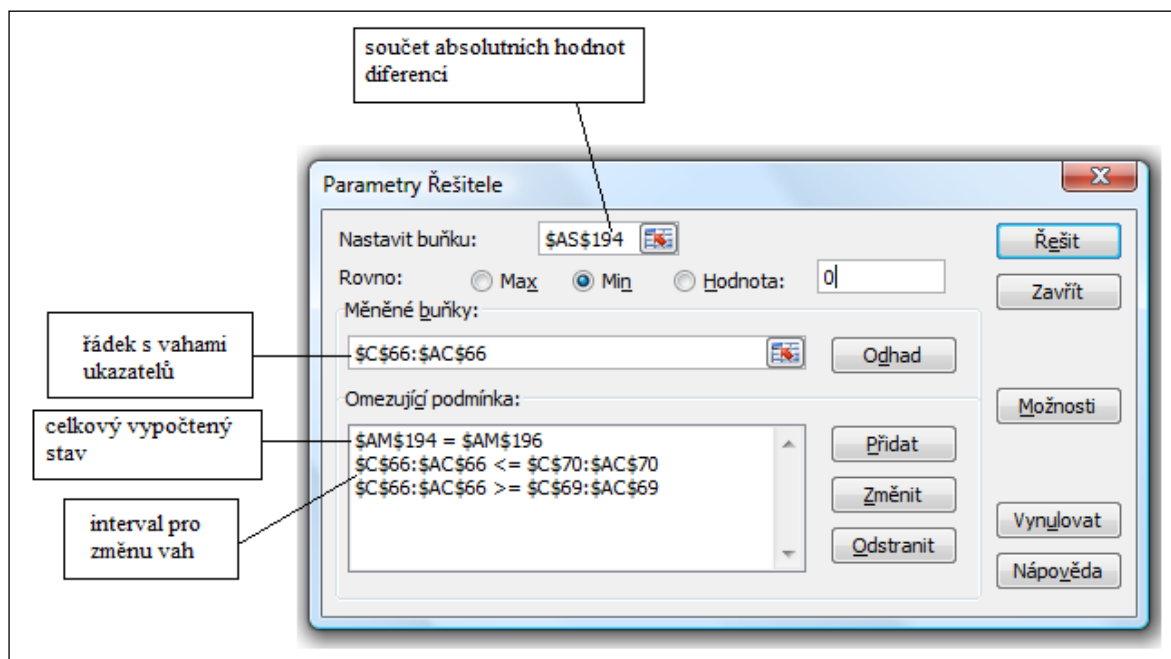 součet absolutních hodnot
diferencí
Parametry Řešitele
Nastavit buňku:
$AS$194
Řešit
Rovno:
Max
Min
Hodnota:
0
Zavřít
Měněné buňky:
řádek s vahami
ukazatelů
$C$66:$AC$66
Odhad
Omezující podmínka:
Možnosti
celkový vypočtený
stav
$AM$194 = $AM$196
$C$66:$AC$66 <= $C$70:$AC$70
$C$66:$AC$66 >= $C$69:$AC$69
Přidat
Změnit
Odstranit
interval pro
změnu vah
Vynulovat
Nápověda